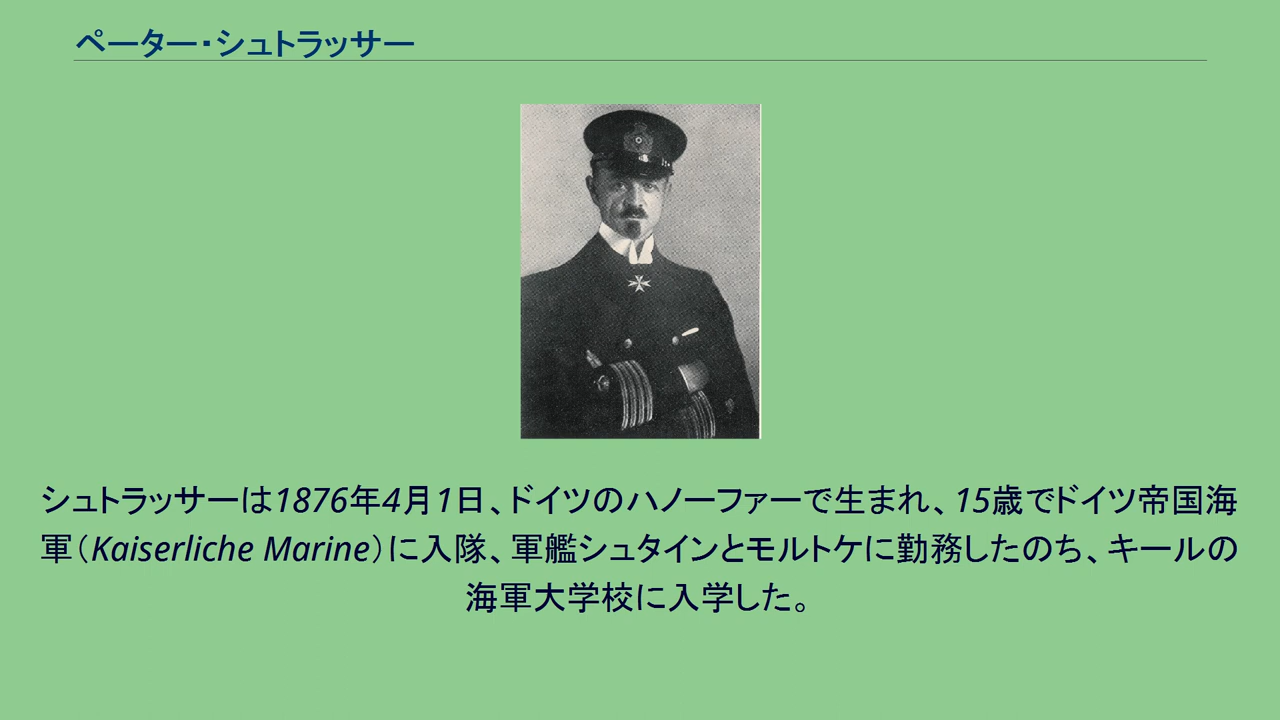 ペーター・シュトラッサー
シュトラッサーは1876年4月1日、ドイツのハノーファーで生まれ、15歳でドイツ帝国海
軍（Kaiserliche Marine）に入隊、軍艦シュタインとモルトケに勤務したのち、キールの
海軍大学校に入学した。